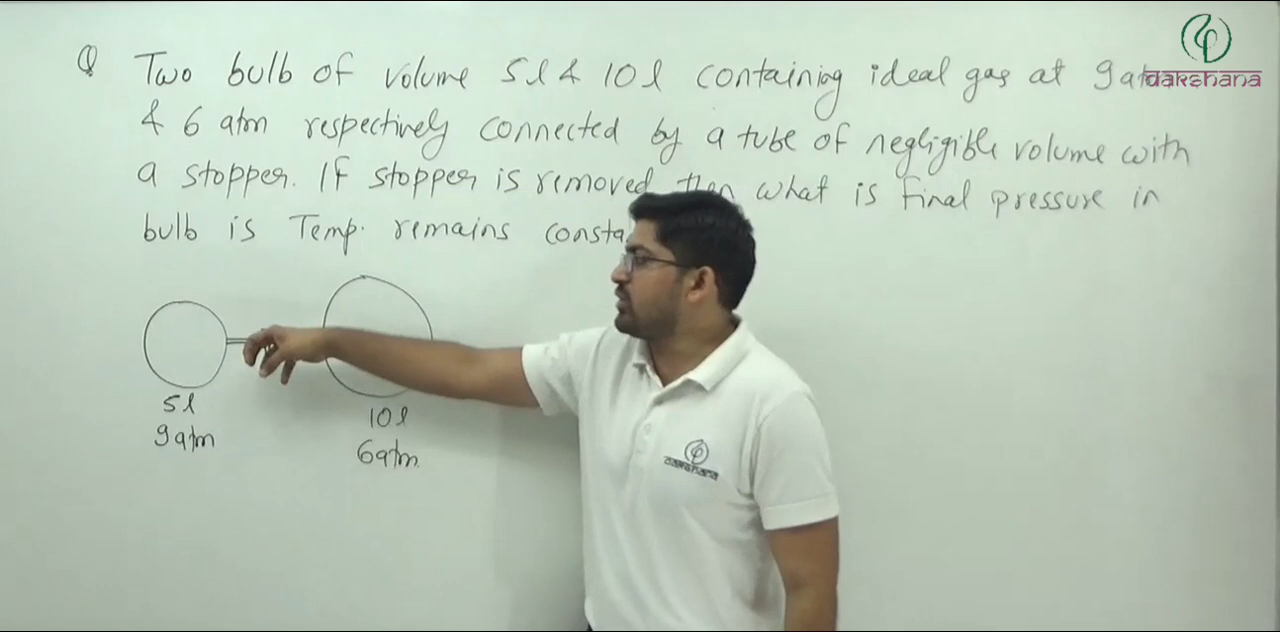 Q Two bulb of volume 5l & 10l containing ideal gas at 9 atm
& 6 atm respectively connected by a tube of negligible volume with
a stopper. If stopper is removed then what is final pressure in
bulb is Temp. remains
5l
9atm
10l
6atm.
dakshana
dakshana